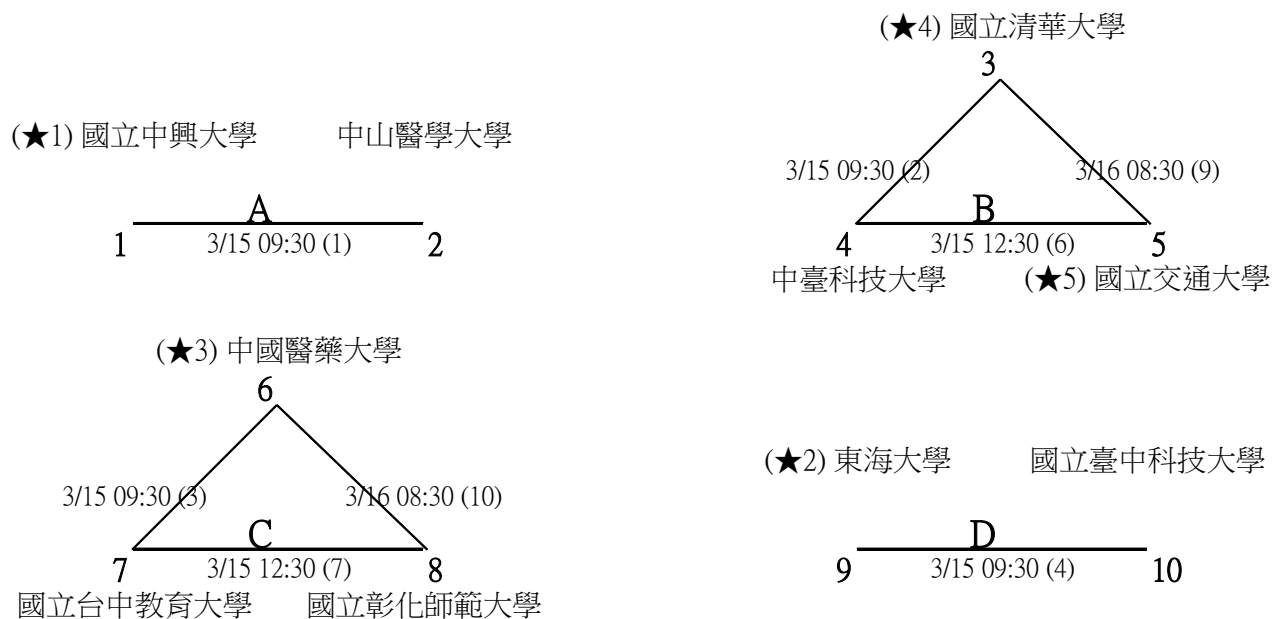 (★4) 國立清華大學
3
(★1) 國立中興大學 中山醫學大學
3/15 09:30 (2) 3/16 08:30 (9)
A
1 3/15 09:30 (1) 2
B
4 3/15 12:30 (6) 5
中臺科技大學 (★5) 國立交通大學
(★3) 中國醫藥大學
6
(★2) 東海大學 國立臺中科技大學
3/15 09:30 (3) 3/16 08:30 (10)
C
7 3/15 12:30 (7) 8
D
9 3/15 09:30 (4) 10
國立台中教育大學 國立彰化師範大學